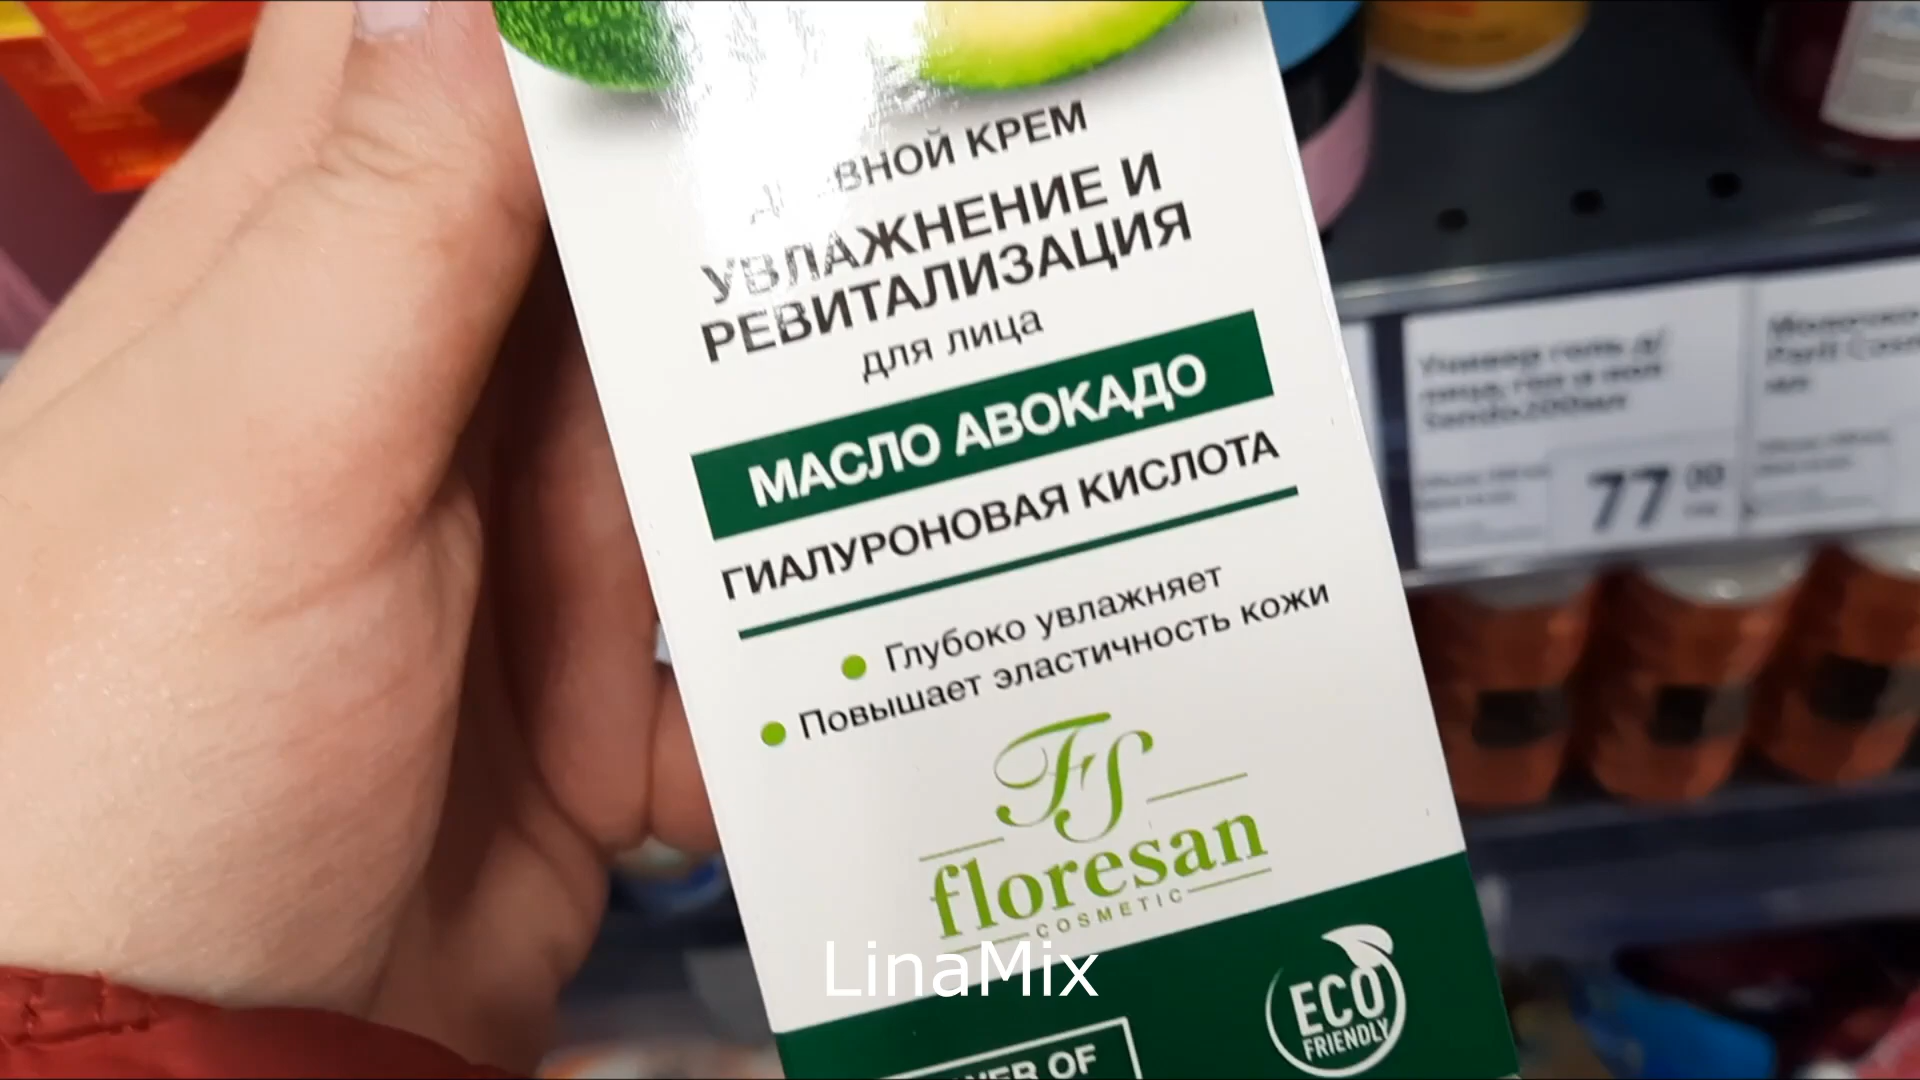 КРЕМ
УВЛАЖНЕНИЕ И
РЕВИТАЛИЗАЦИЯ
для лица
МАСЛО АВОКАДО
ГИАЛУРОНОВАЯ КИСЛОТА
Глубоко увлажняет
Повышает эластичность кожи
FS
floresan
COSMETIC
LinaMix
ECO
FRIENDLY
OF
77 00